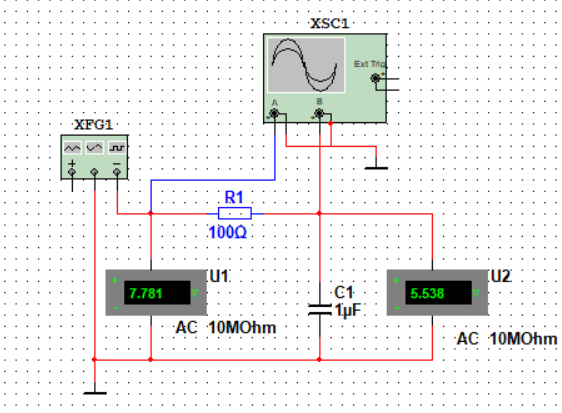 XSC1
Ext Trig
+
A
B
+
+
XFG1
+
−
R1
100Ω
+
7.781
V
−
U1
AC 10MOhm
C1
1µF
+
5.538
V
−
U2
AC 10MOhm